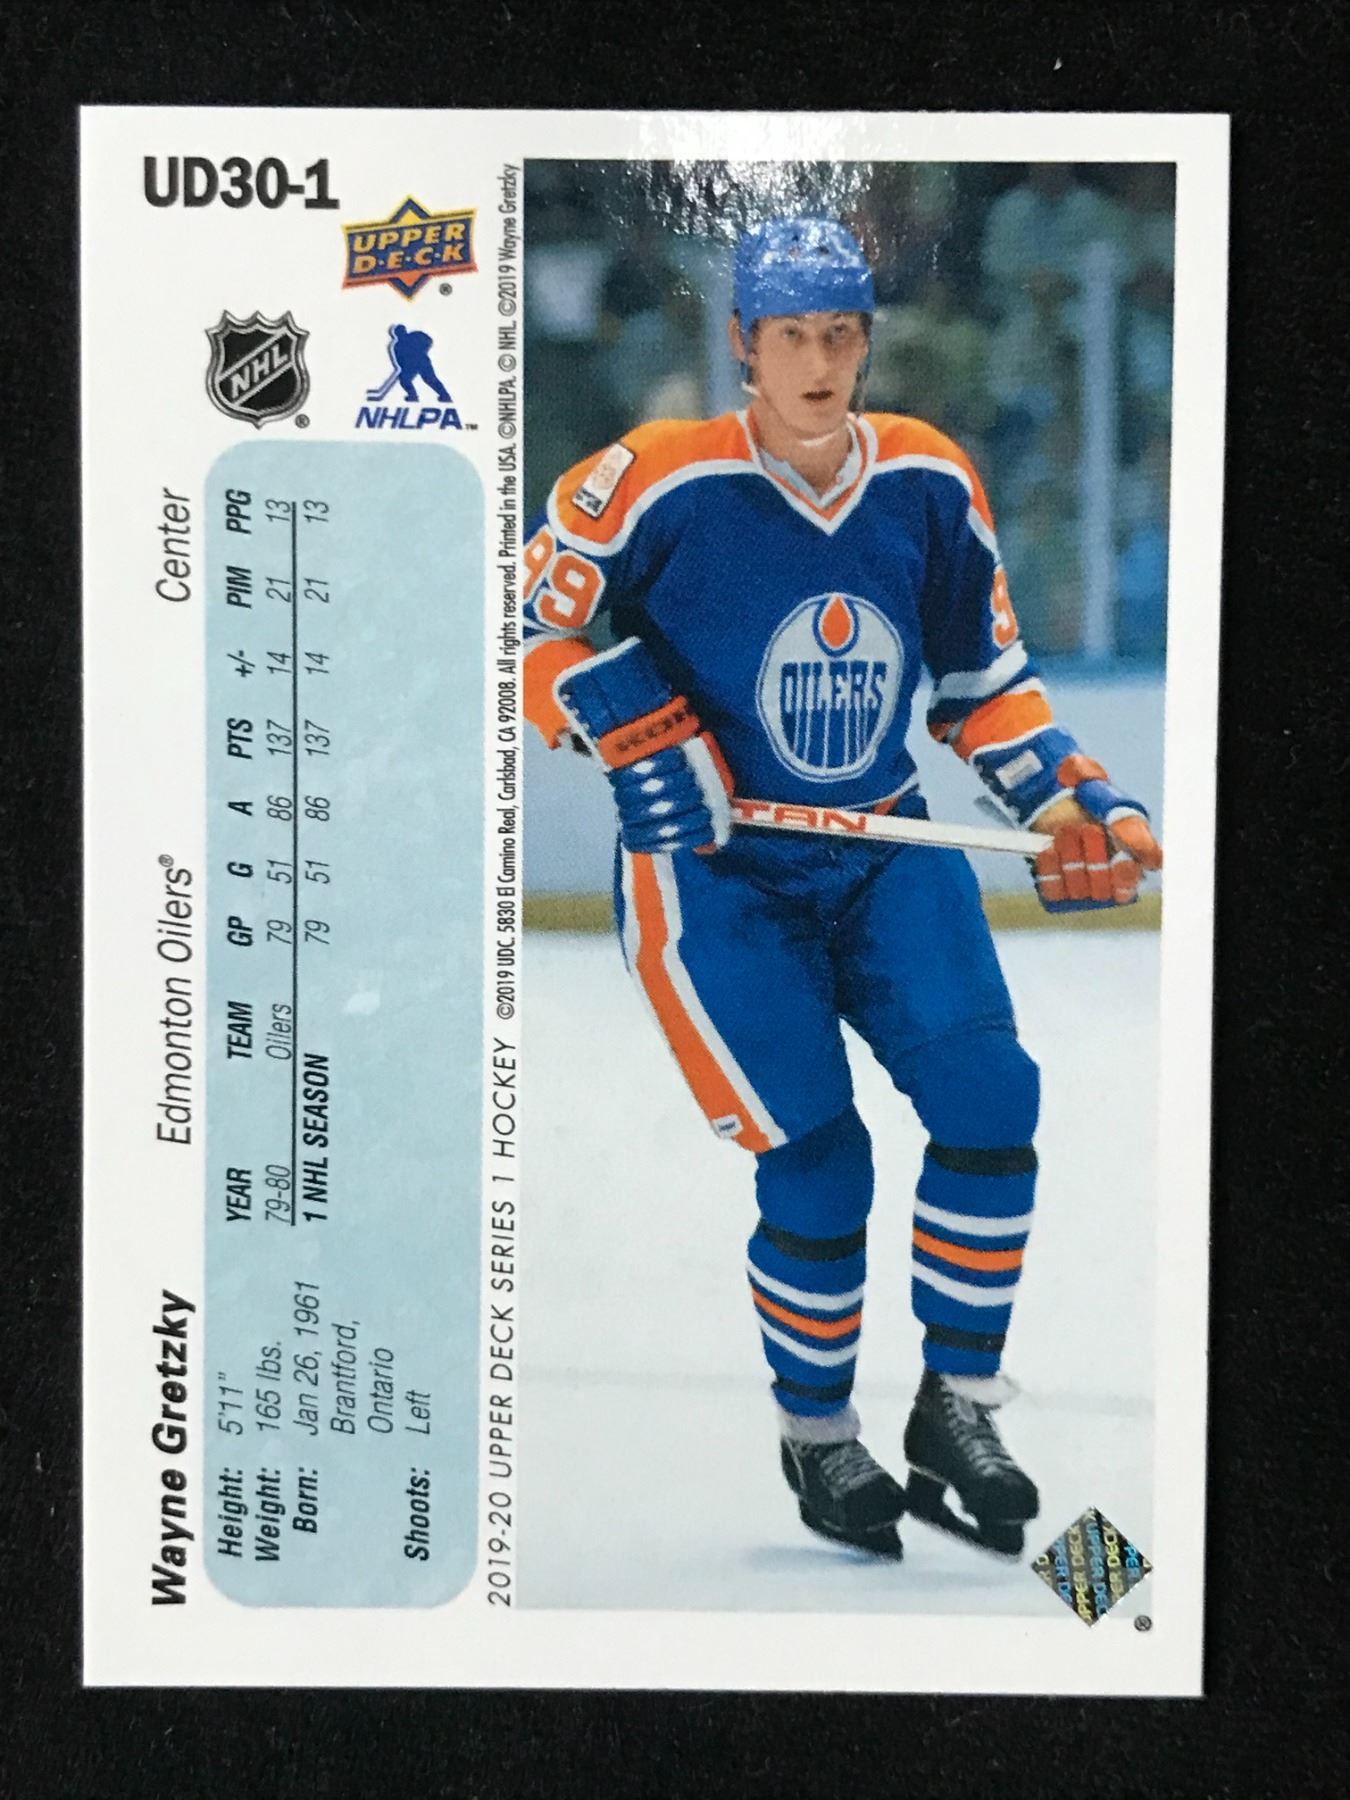 UD30-1
UPPER
D·E·C·K
®
NHL
®
NHLPA™
Wayne Gretzky Edmonton Oilers® Center
Height: 5'11"
Weight: 165 lbs.
Born: Jan 26, 1961
Brantford,
Ontario
Shoots: Left
YEAR TEAM GP G A PTS +/- PIM PPG
79-80 Oilers 79 51 86 137 14 21 13
1 NHL SEASON 79 51 86 137 14 21 13
2019-20 UPPER DECK SERIES 1 HOCKEY ©2019 UDC 5830 El Camino Real, Carlsbad, CA 92008. All rights reserved. Printed in the USA. ©NHLPA. © NHL. ©2019 Wayne Gretzky
99
9
OILERS
TAN
UPPER DECK
®